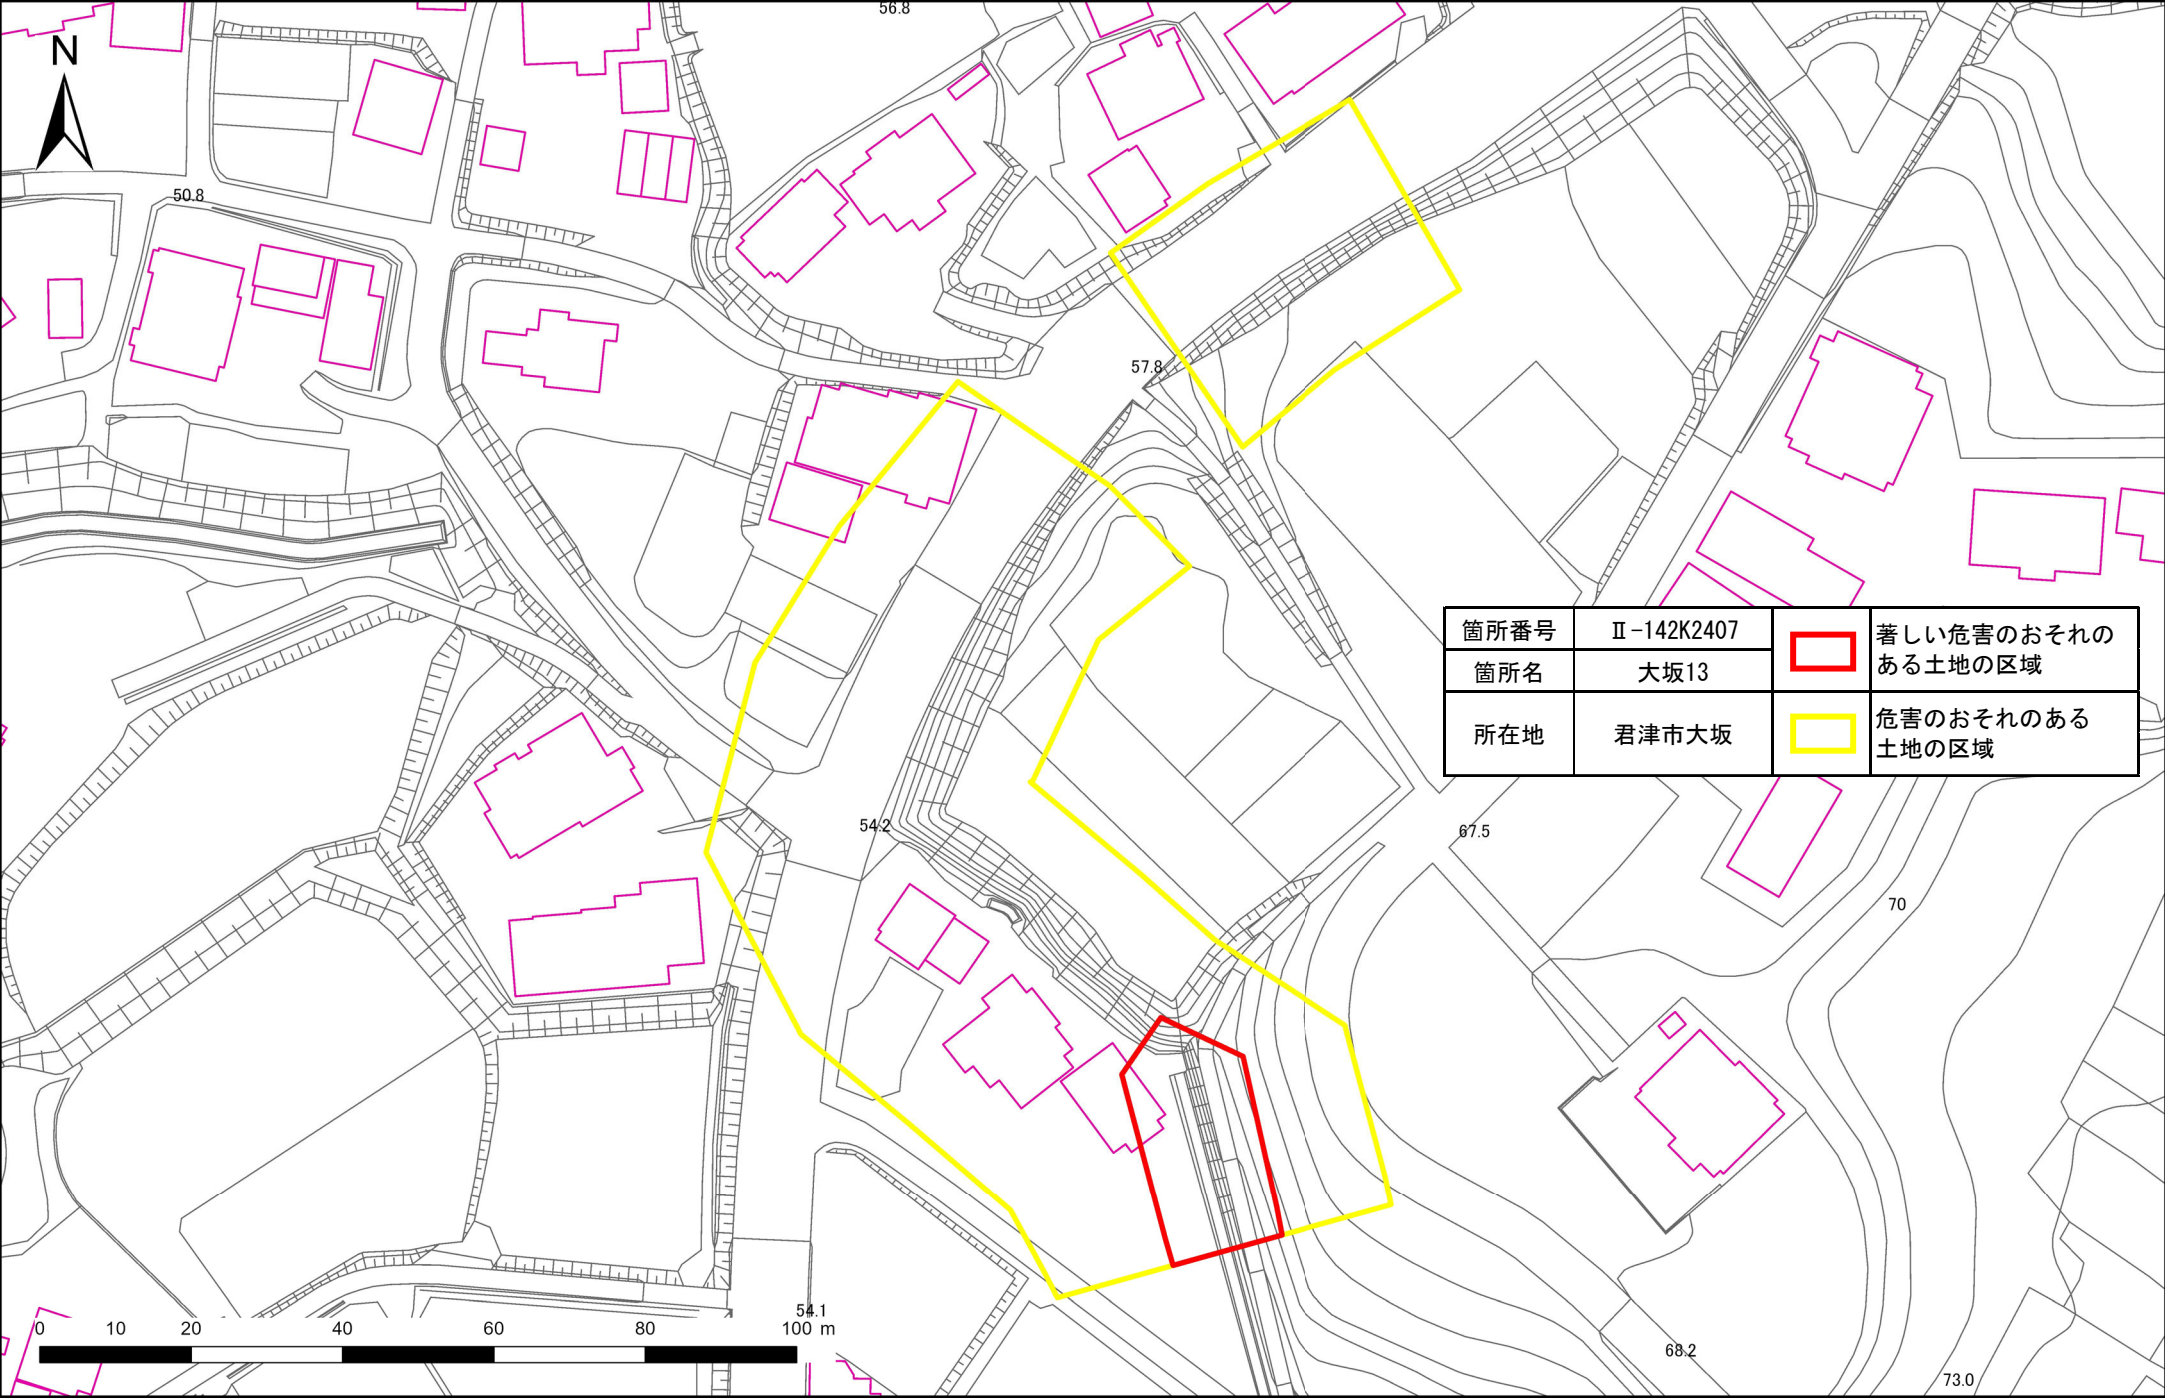 56.8
N
50.8
57.8
箇所番号 Ⅱ-142K2407
箇所名 大坂13
所在地 君津市大坂
著しい危害のおそれの
ある土地の区域
危害のおそれのある
土地の区域
54.2
67.5
70
54.1
0 10 20 40 60 80 100 m
68.2
73.0